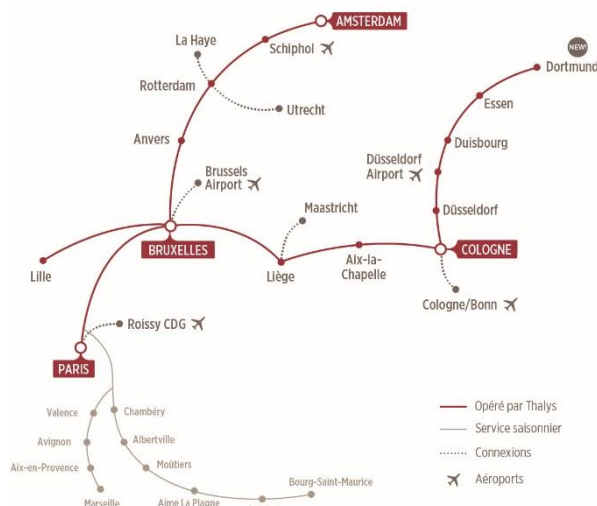 AMSTERDAM
La Haye
Schiphol
NEW!
Dortmund
Rotterdam
Essen
Utrecht
Anvers
Duisbourg
Brussels
Airport
Düsseldorf
Airport
Maastricht
Düsseldorf
BRUXELLES
COLOGNE
Lille
Liège
Aix-la-
Chapelle
Cologne/Bonn
Roissy CDG
PARIS
Opéré par Thalys
Valence
Chambéry
Service saisonnier
Avignon
Albertville
Connexions
Aix-en-Provence
Moûtiers
Aéroports
Bourg-Saint-Maurice
Marseille
Aime La Plagne